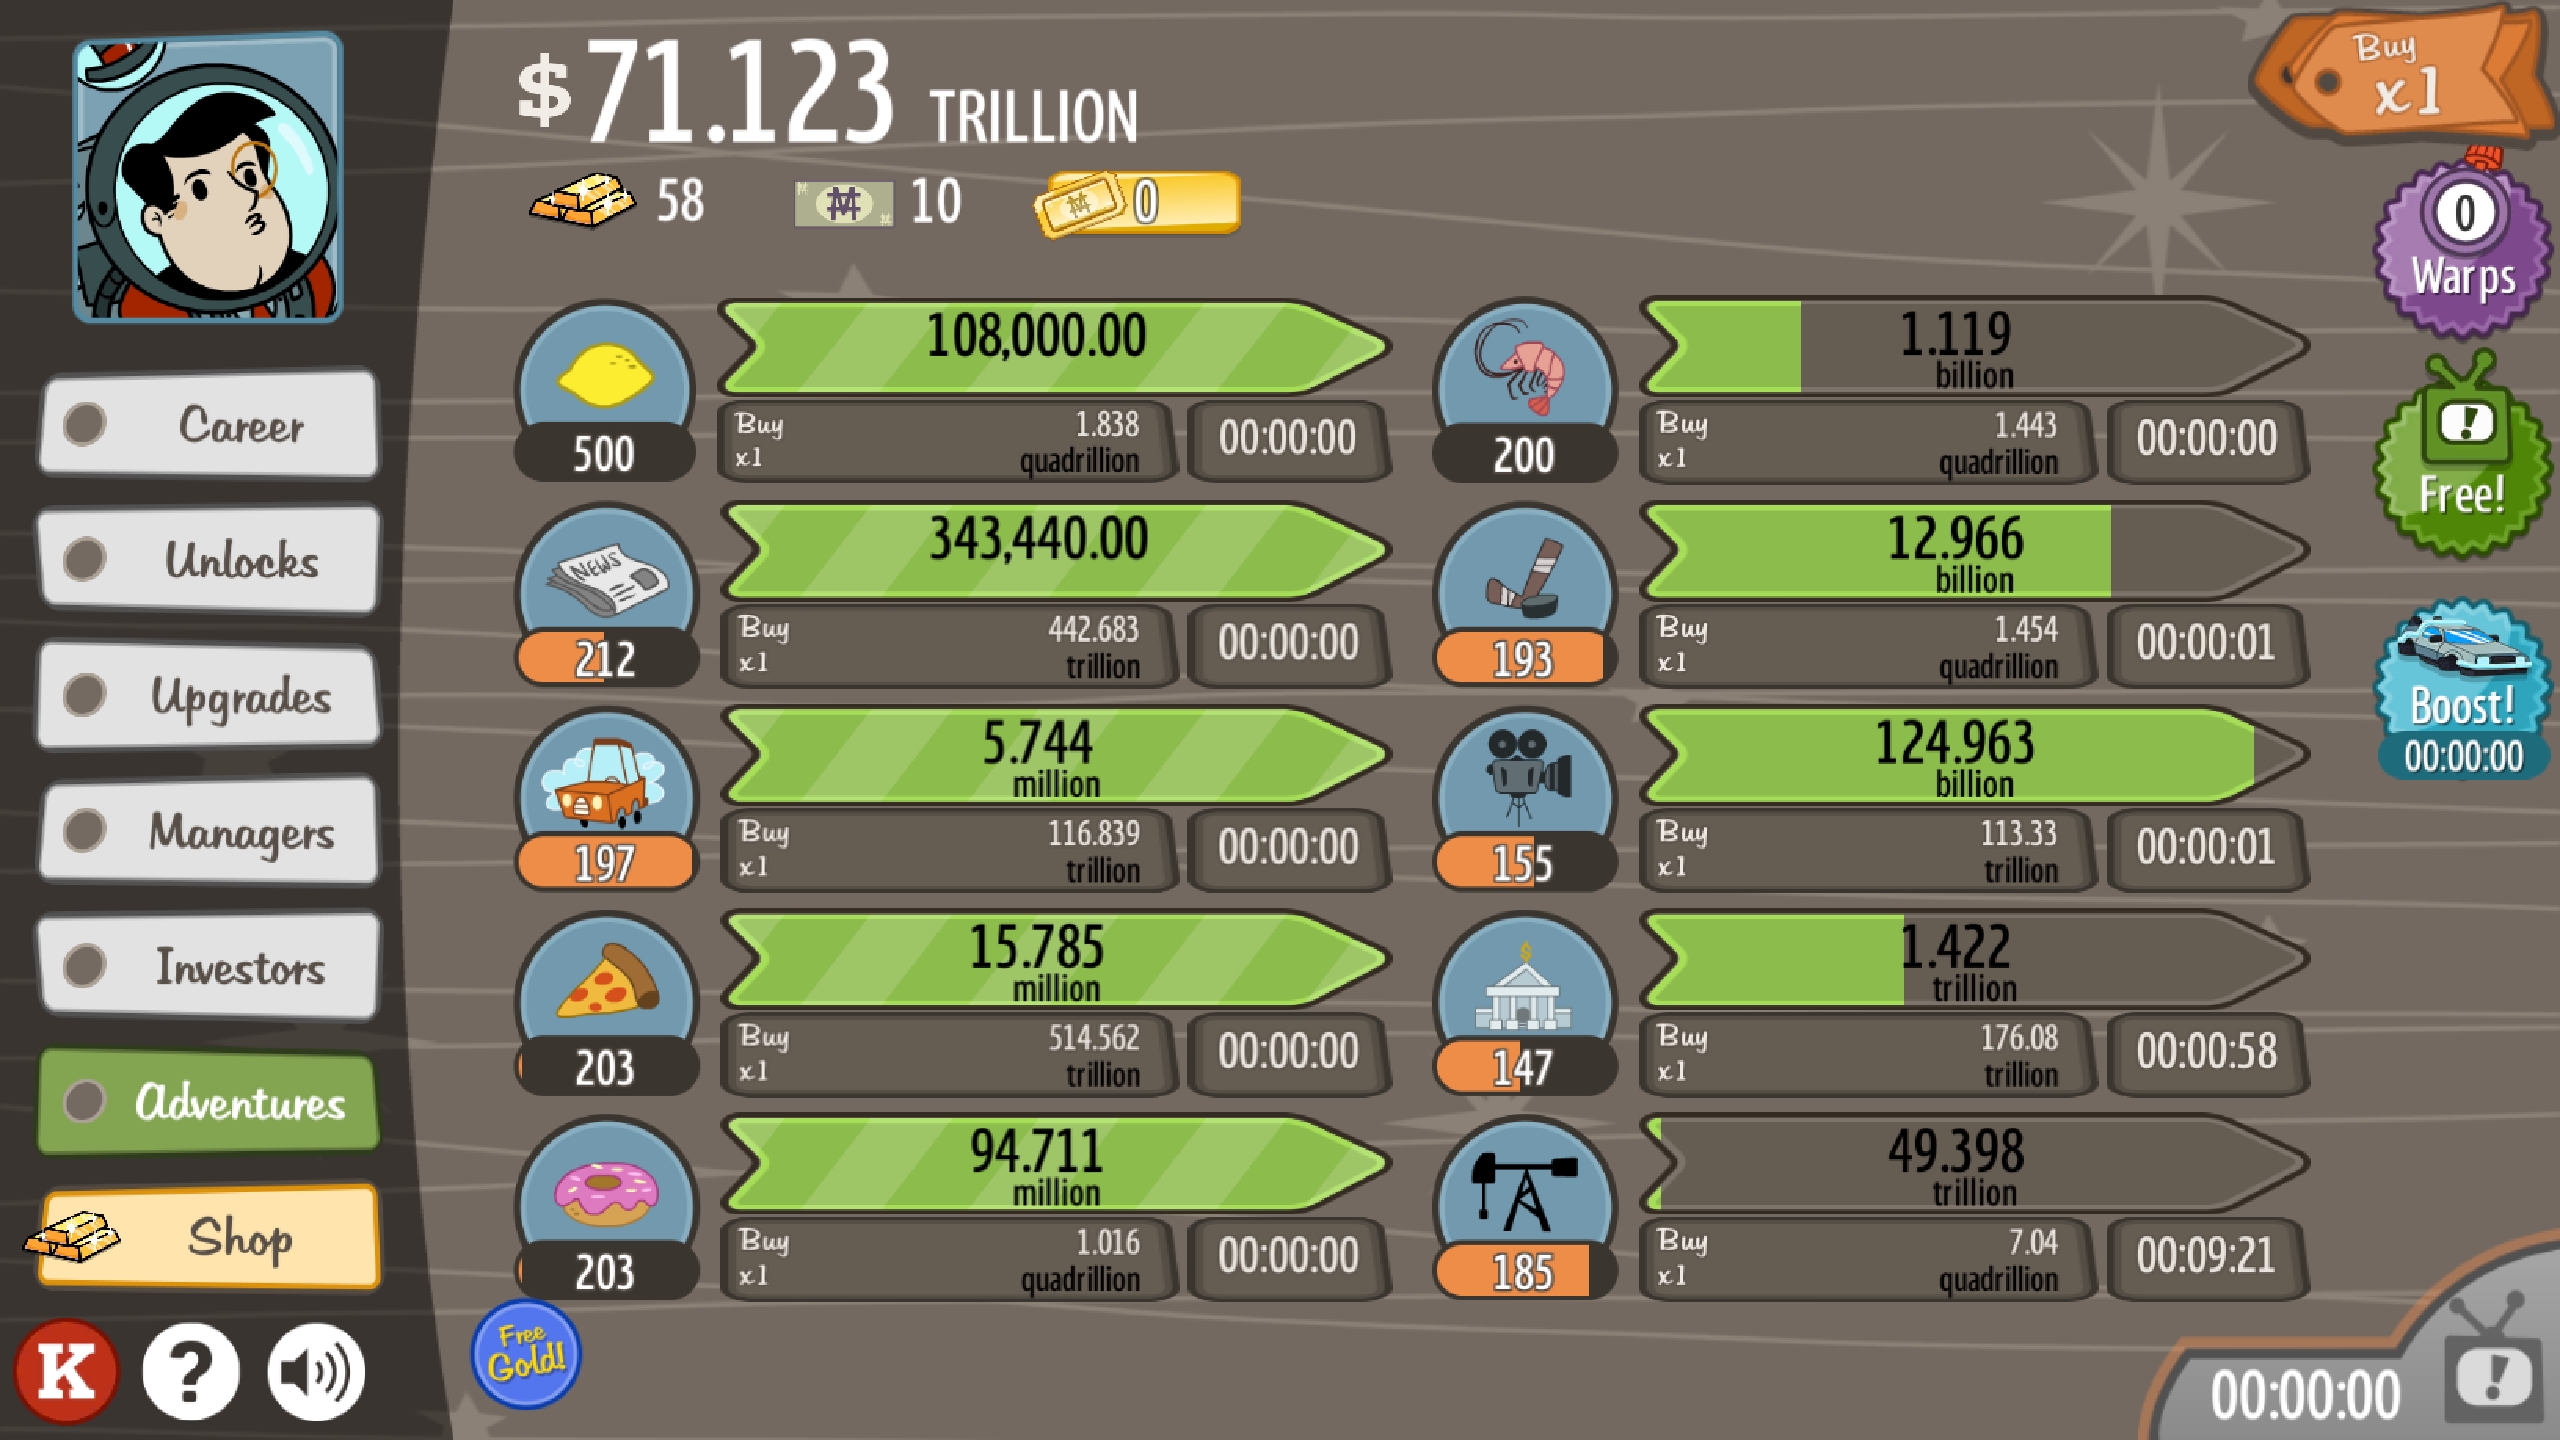 $71.123 TRILLION
58
10
0
Buy
x1
0
Warps
Free!
Boost!
00:00:00
Career
Unlocks
Upgrades
Managers
Investors
Adventures
Shop
K
?
108,000.00
500
Buy
x1
1.838
quadrillion
00:00:00
NEWS
343,440.00
212
Buy
x1
442.683
trillion
00:00:00
5.744
million
197
Buy
x1
116.839
trillion
00:00:00
15.785
million
203
Buy
x1
514.562
trillion
00:00:00
94.711
million
203
Buy
x1
1.016
quadrillion
00:00:00
1.119
billion
200
Buy
x1
1.443
quadrillion
00:00:00
12.966
billion
193
Buy
x1
1.454
quadrillion
00:00:01
124.963
billion
155
Buy
x1
113.33
trillion
00:00:01
$
1.422
trillion
147
Buy
x1
176.08
trillion
00:00:58
49.398
trillion
185
Buy
x1
7.04
quadrillion
00:09:21
Free
Gold!
00:00:00
!